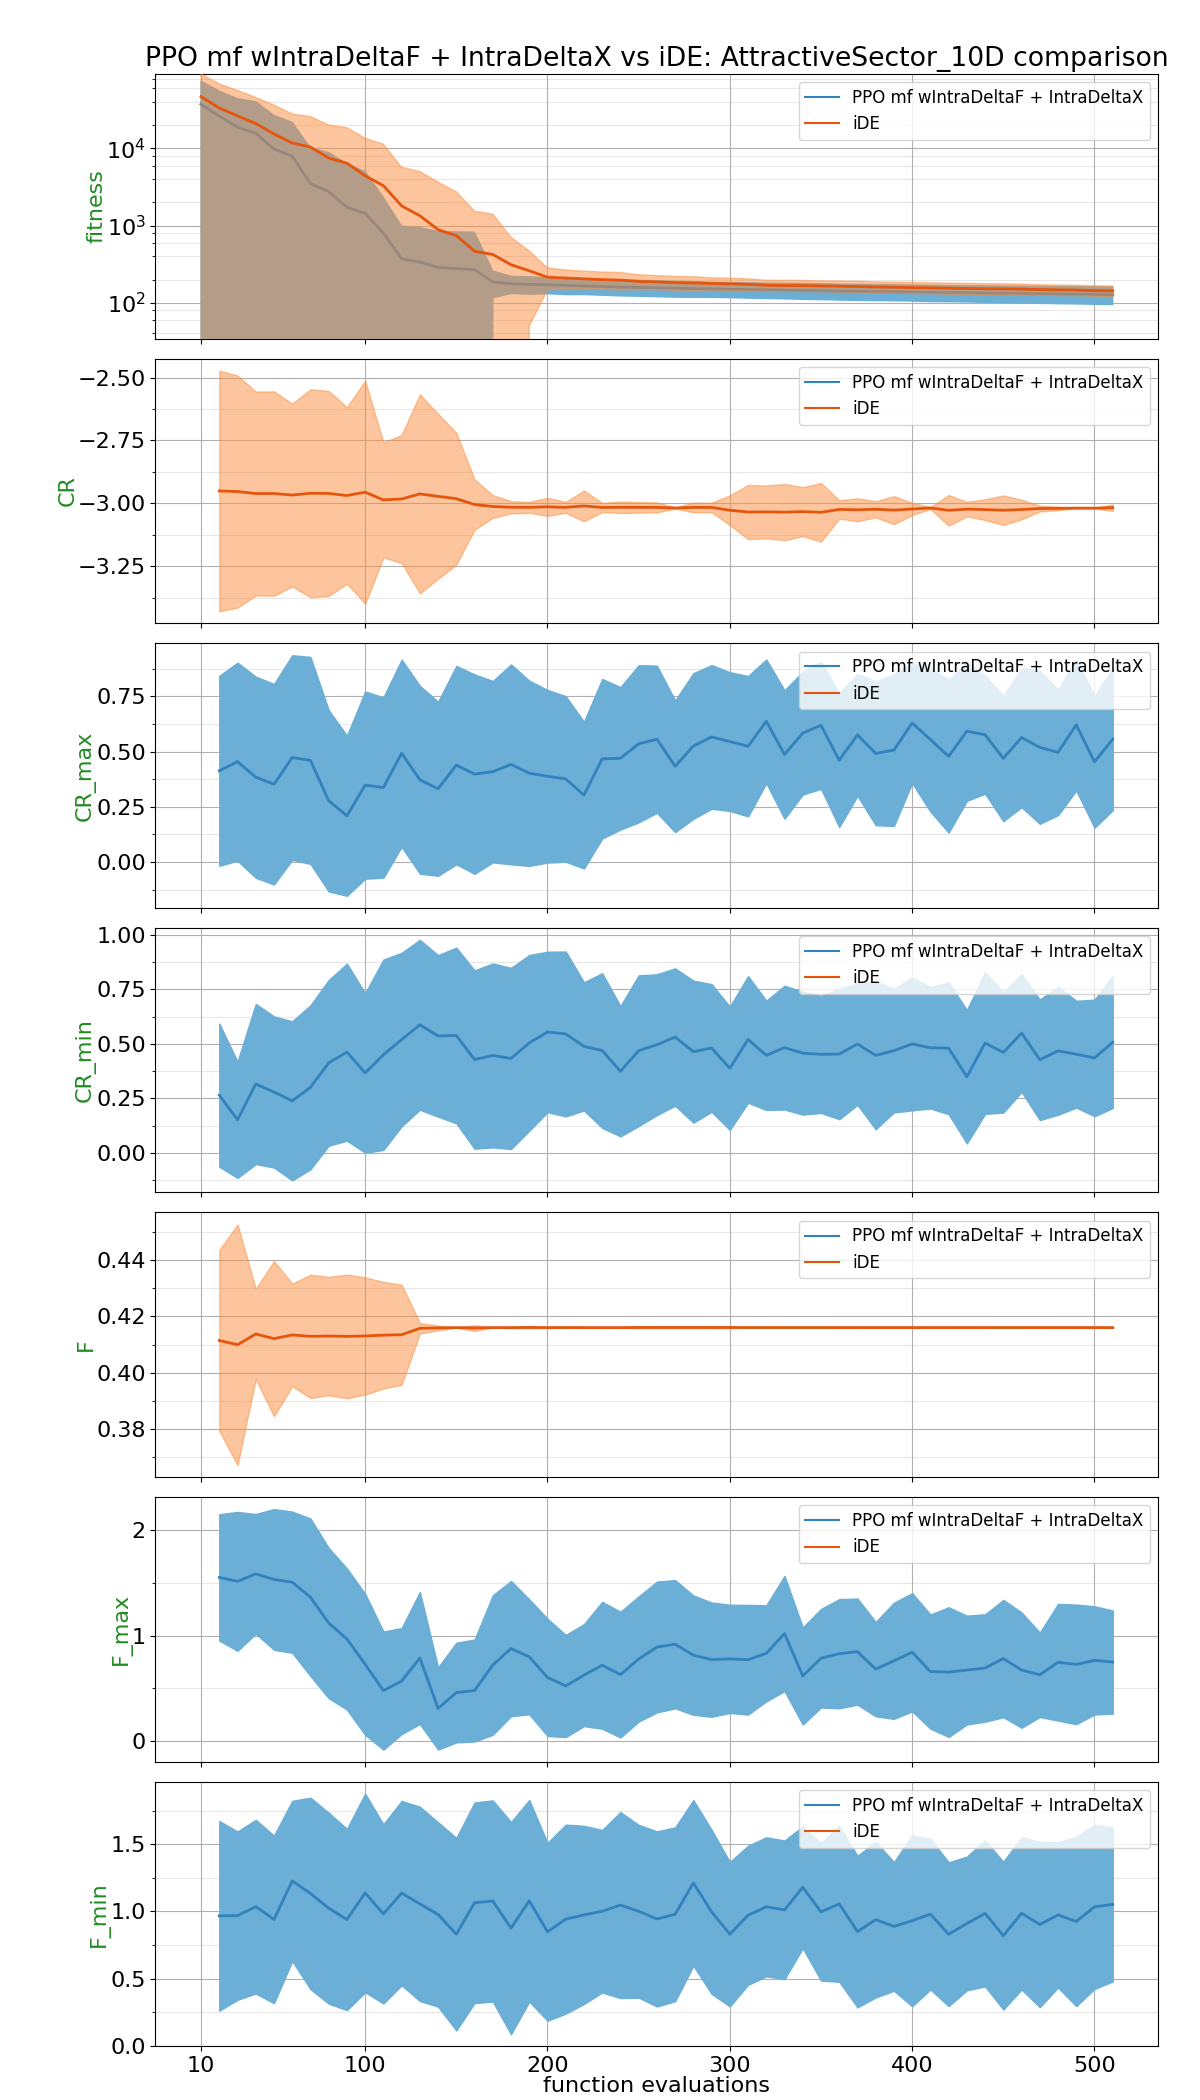 PPO mf wIntraDeltaF + IntraDeltaX vs iDE: AttractiveSector_10D comparison
PPO mf wIntraDeltaF + IntraDeltaX
iDE
fitness
10^4
10^3
10^2
PPO mf wIntraDeltaF + IntraDeltaX
iDE
CR
−2.50
−2.75
−3.00
−3.25
PPO mf wIntraDeltaF + IntraDeltaX
iDE
CR_max
0.75
0.50
0.25
0.00
PPO mf wIntraDeltaF + IntraDeltaX
iDE
CR_min
1.00
0.75
0.50
0.25
0.00
PPO mf wIntraDeltaF + IntraDeltaX
iDE
F
0.44
0.42
0.40
0.38
PPO mf wIntraDeltaF + IntraDeltaX
iDE
F_max
2
1
0
PPO mf wIntraDeltaF + IntraDeltaX
iDE
F_min
1.5
1.0
0.5
0.0
10 100 200 300 400 500
function evaluations